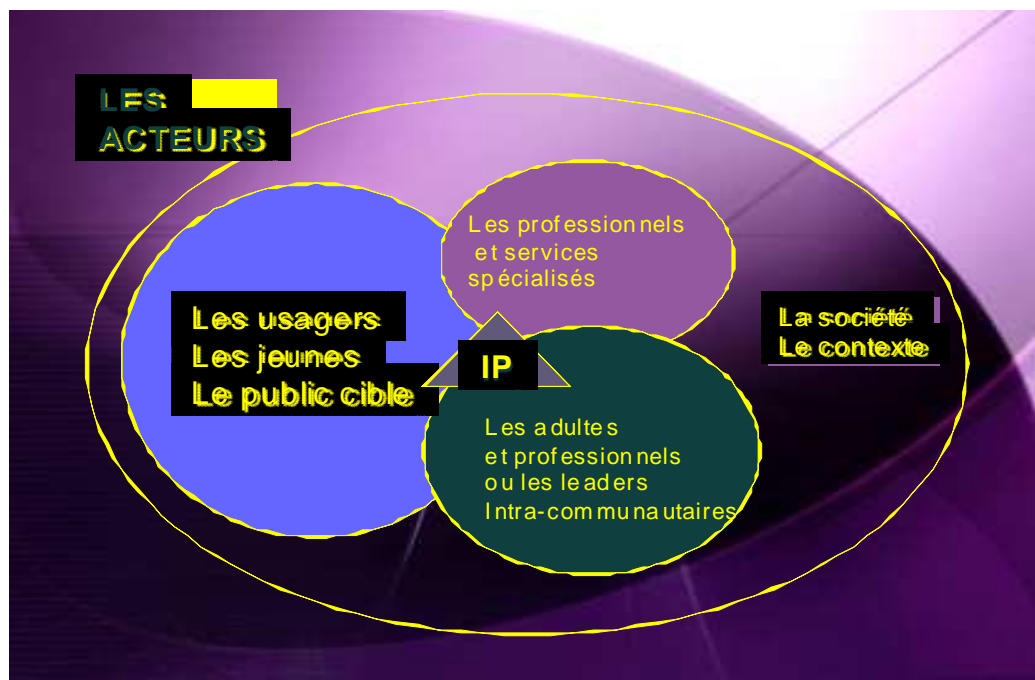 LES
ACTEURS
Les professionnels
et services
spécialisés
Les usagers
Les jeunes
Le public cible
La société
Le contexte
IP
Les adultes
et professionnels
ou les leaders
Intra-communautaires